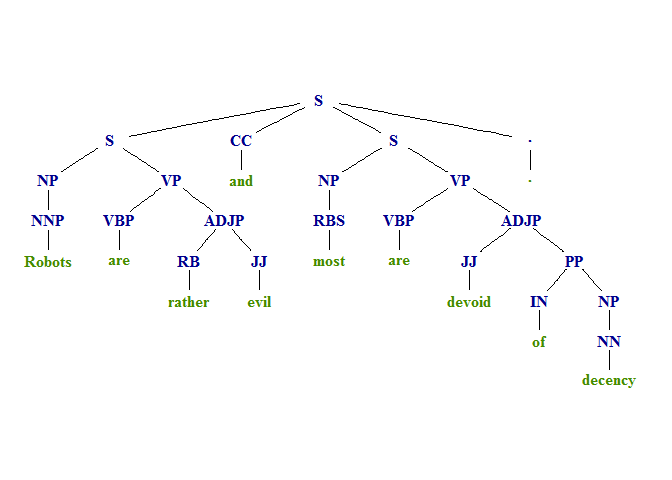 S
S CC S .
NP VP and NP VP .
NNP VBP ADJP RBS VBP ADJP
Robots are RB JJ most are JJ PP
rather evil devoid IN NP
of NN
decency